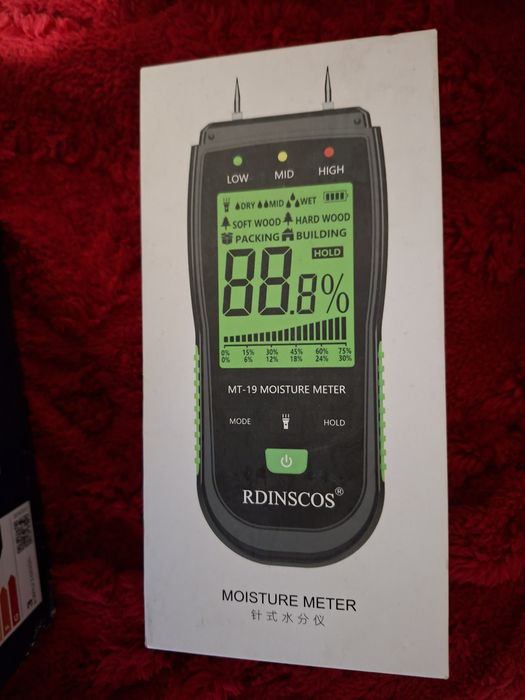 LOW MID HIGH
DRY MID WET
SOFT WOOD HARD WOOD
PACKING BUILDING
HOLD
88.8%
0% 15% 30% 45% 60% 75%
0% 6% 12% 18% 24% 30%
MT-19 MOISTURE METER
MODE HOLD
RDINSCOS®
MOISTURE METER
针式水分仪